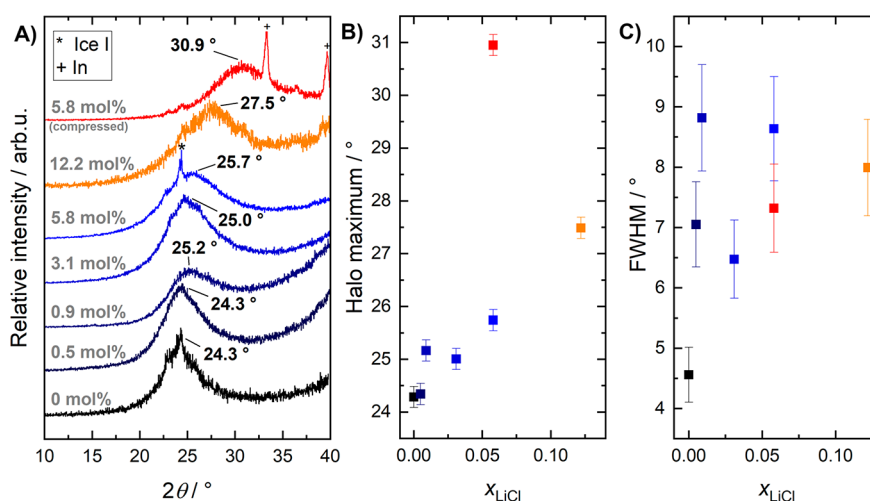 A)
* Ice I
+ In
+
+
30.9 °
5.8 mol%
(compressed)
27.5 °
12.2 mol%
*
25.7 °
5.8 mol%
25.0 °
3.1 mol%
25.2 °
0.9 mol%
24.3 °
0.5 mol%
24.3 °
0 mol%
Relative intensity / arb.u.
10 15 20 25 30 35 40
2θ / °
B)
Halo maximum / °
31
30
29
28
27
26
25
24
0.00 0.05 0.10
xLiCl
C)
FWHM / °
10
9
8
7
6
5
4
0.00 0.05 0.10
xLiCl